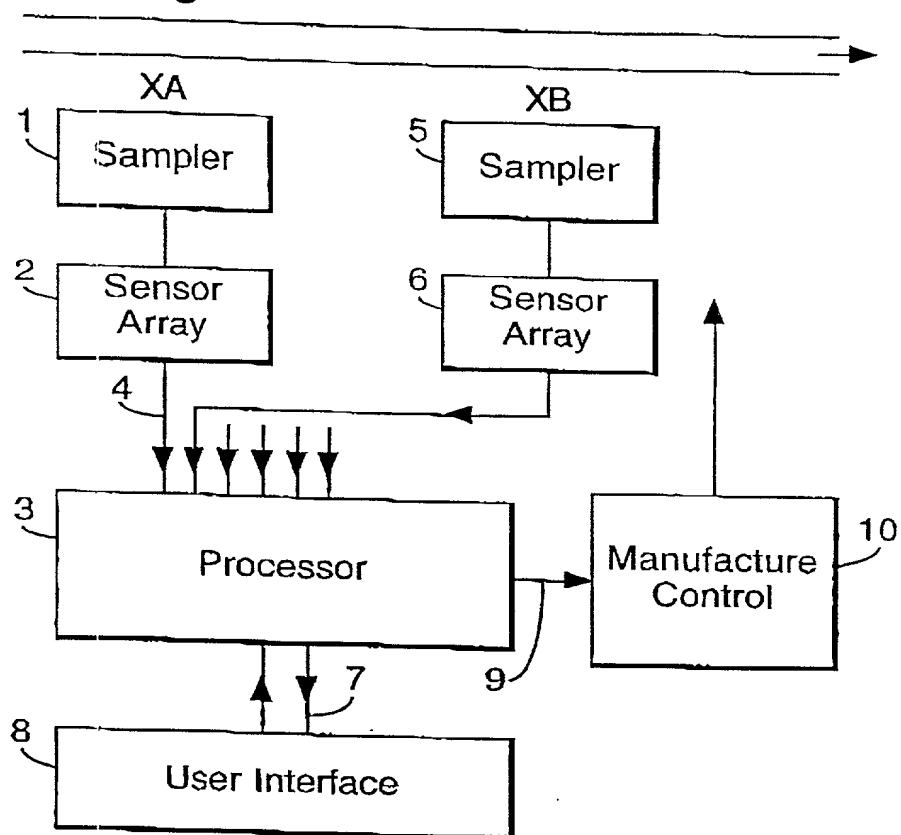 XA
XB
1
Sampler
5
Sampler
2
Sensor
Array
6
Sensor
Array
4
3
Processor
10
Manufacture
Control
9
7
8
User Interface